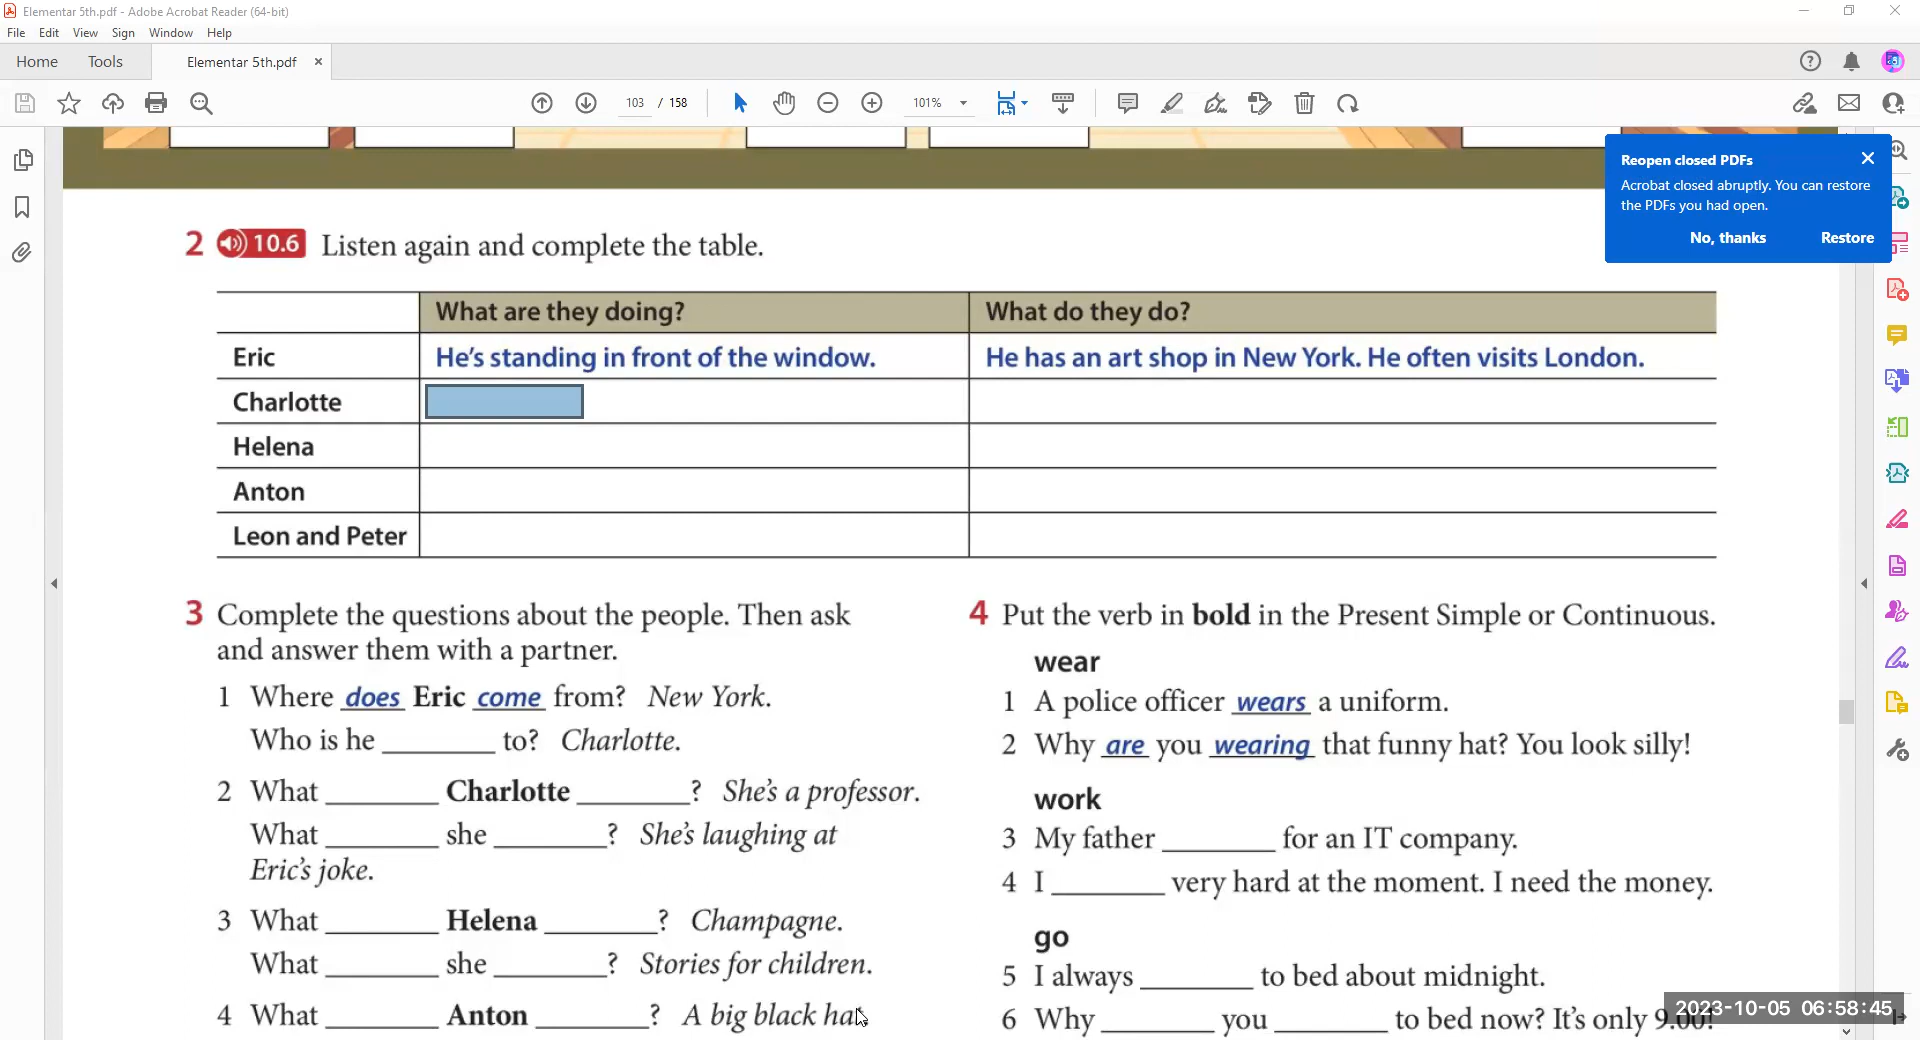 Elementar 5th.pdf - Adobe Acrobat Reader (64-bit)
File Edit View Sign Window Help
Home Tools Elementar 5th.pdf
103 / 158 101%
Reopen closed PDFs
Acrobat closed abruptly. You can restore
the PDFs you had open.
No, thanks Restore
2 10.6 Listen again and complete the table.
What are they doing? What do they do?
Eric He's standing in front of the window. He has an art shop in New York. He often visits London.
Charlotte
Helena
Anton
Leon and Peter
3 Complete the questions about the people. Then ask
and answer them with a partner.
1 Where does Eric come from? New York.
Who is he ________ to? Charlotte.
2 What ________ Charlotte ________? She's a professor.
What ________ she ________? She's laughing at
Eric's joke.
3 What ________ Helena ________? Champagne.
What ________ she ________? Stories for children.
4 What ________ Anton ________? A big black hat.
4 Put the verb in bold in the Present Simple or Continuous.
wear
1 A police officer wears a uniform.
2 Why are you wearing that funny hat? You look silly!
work
3 My father ________ for an IT company.
4 I ________ very hard at the moment. I need the money.
go
5 I always ________ to bed about midnight.
6 Why ________ you ________ to bed now? It's only 9.00!
2023-10-05 06:58:45